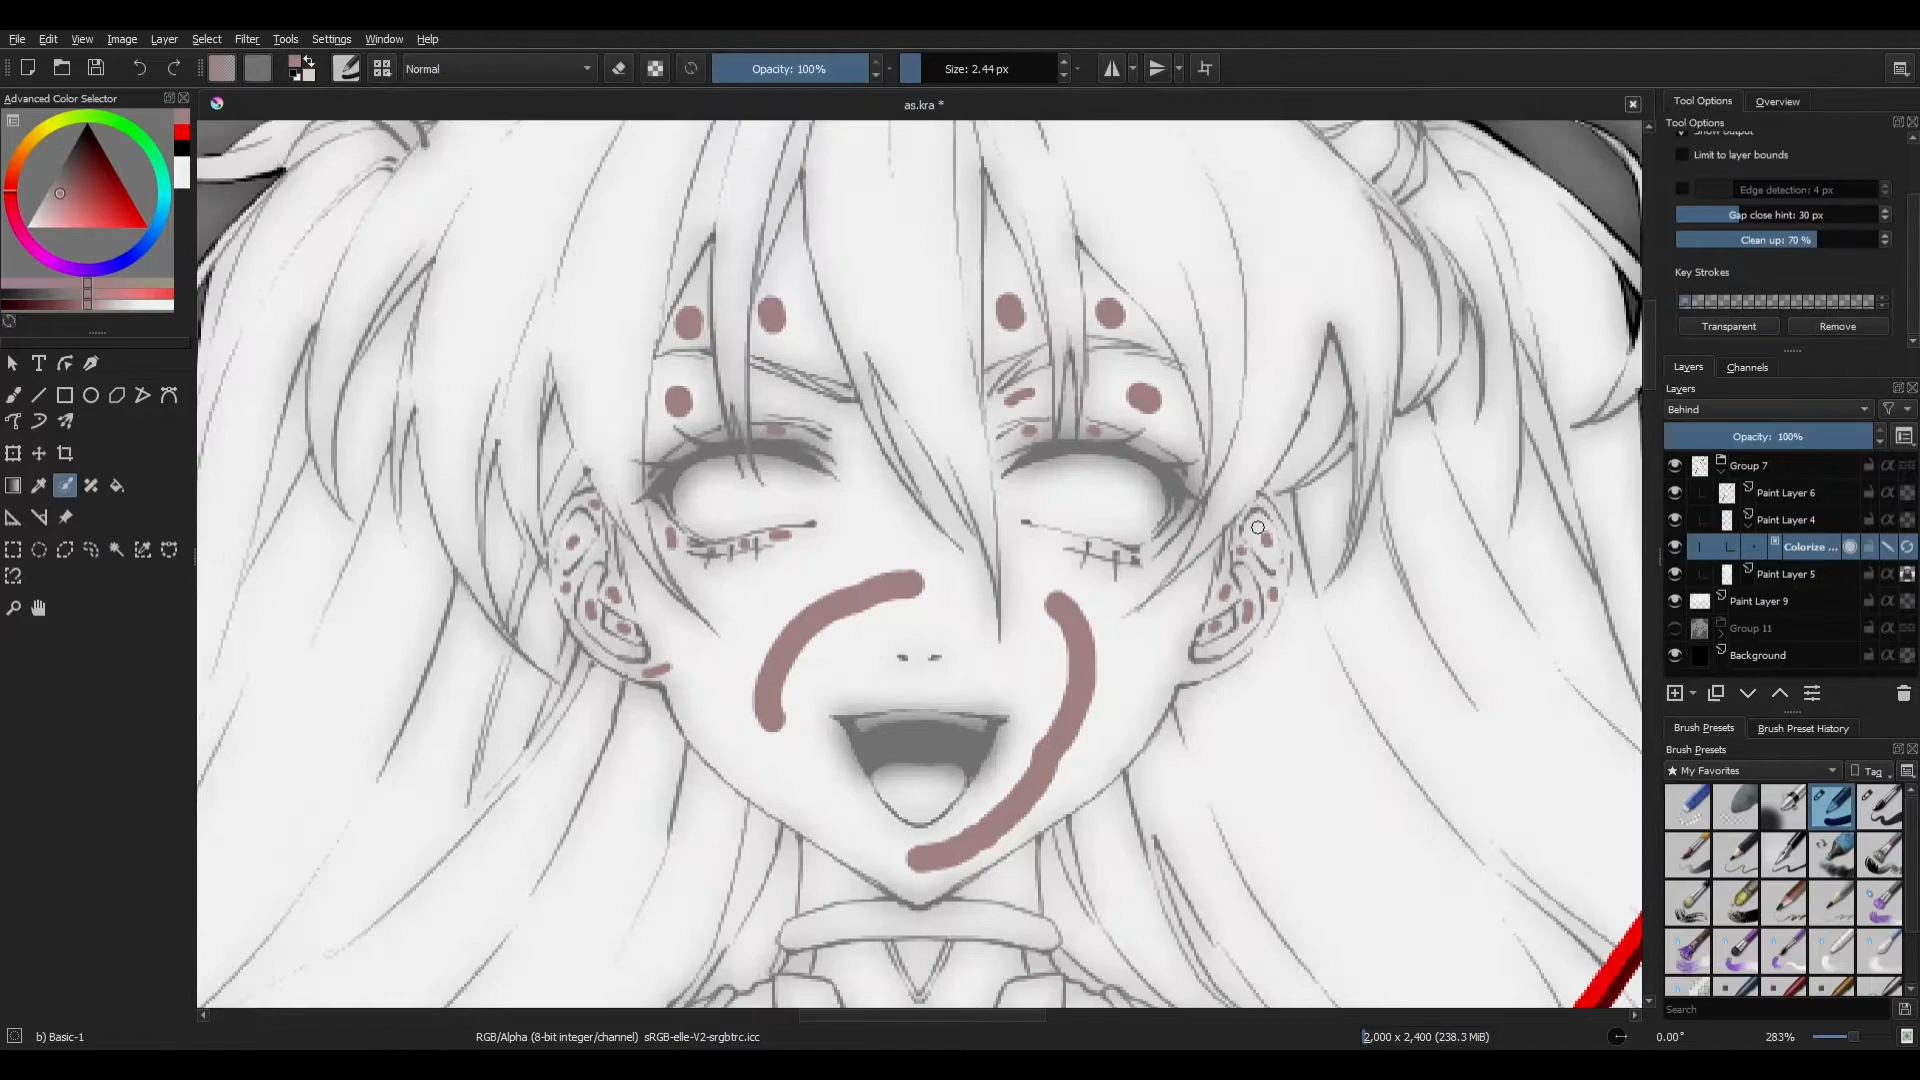 File Edit View Image Layer Select Filter Edit Tools Settings Window Help
Normal
Opacity: 100%
Size: 2.44 px
Advanced Color Selector
as.kra *
Tool Options Overview
Tool Options
Show output
Limit to layer bounds
Edge detection: 4 px
Gap close hint: 30 px
Clean up: 70 %
Key Strokes
Transparent Remove
Layers Channels
Layers
Behind
Opacity: 100%
Group 7
Paint Layer 6
Paint Layer 4
Colorize ...
Paint Layer 5
Paint Layer 9
Group 11
Background
Brush Presets Brush Preset History
Brush Presets
★ My Favorites Tag
Search
b) Basic-1
RGB/Alpha (8-bit integer/channel) sRGB-elle-V2-srgbtrc.icc
2,000 x 2,400 (238.3 MiB)
0.00°
283%